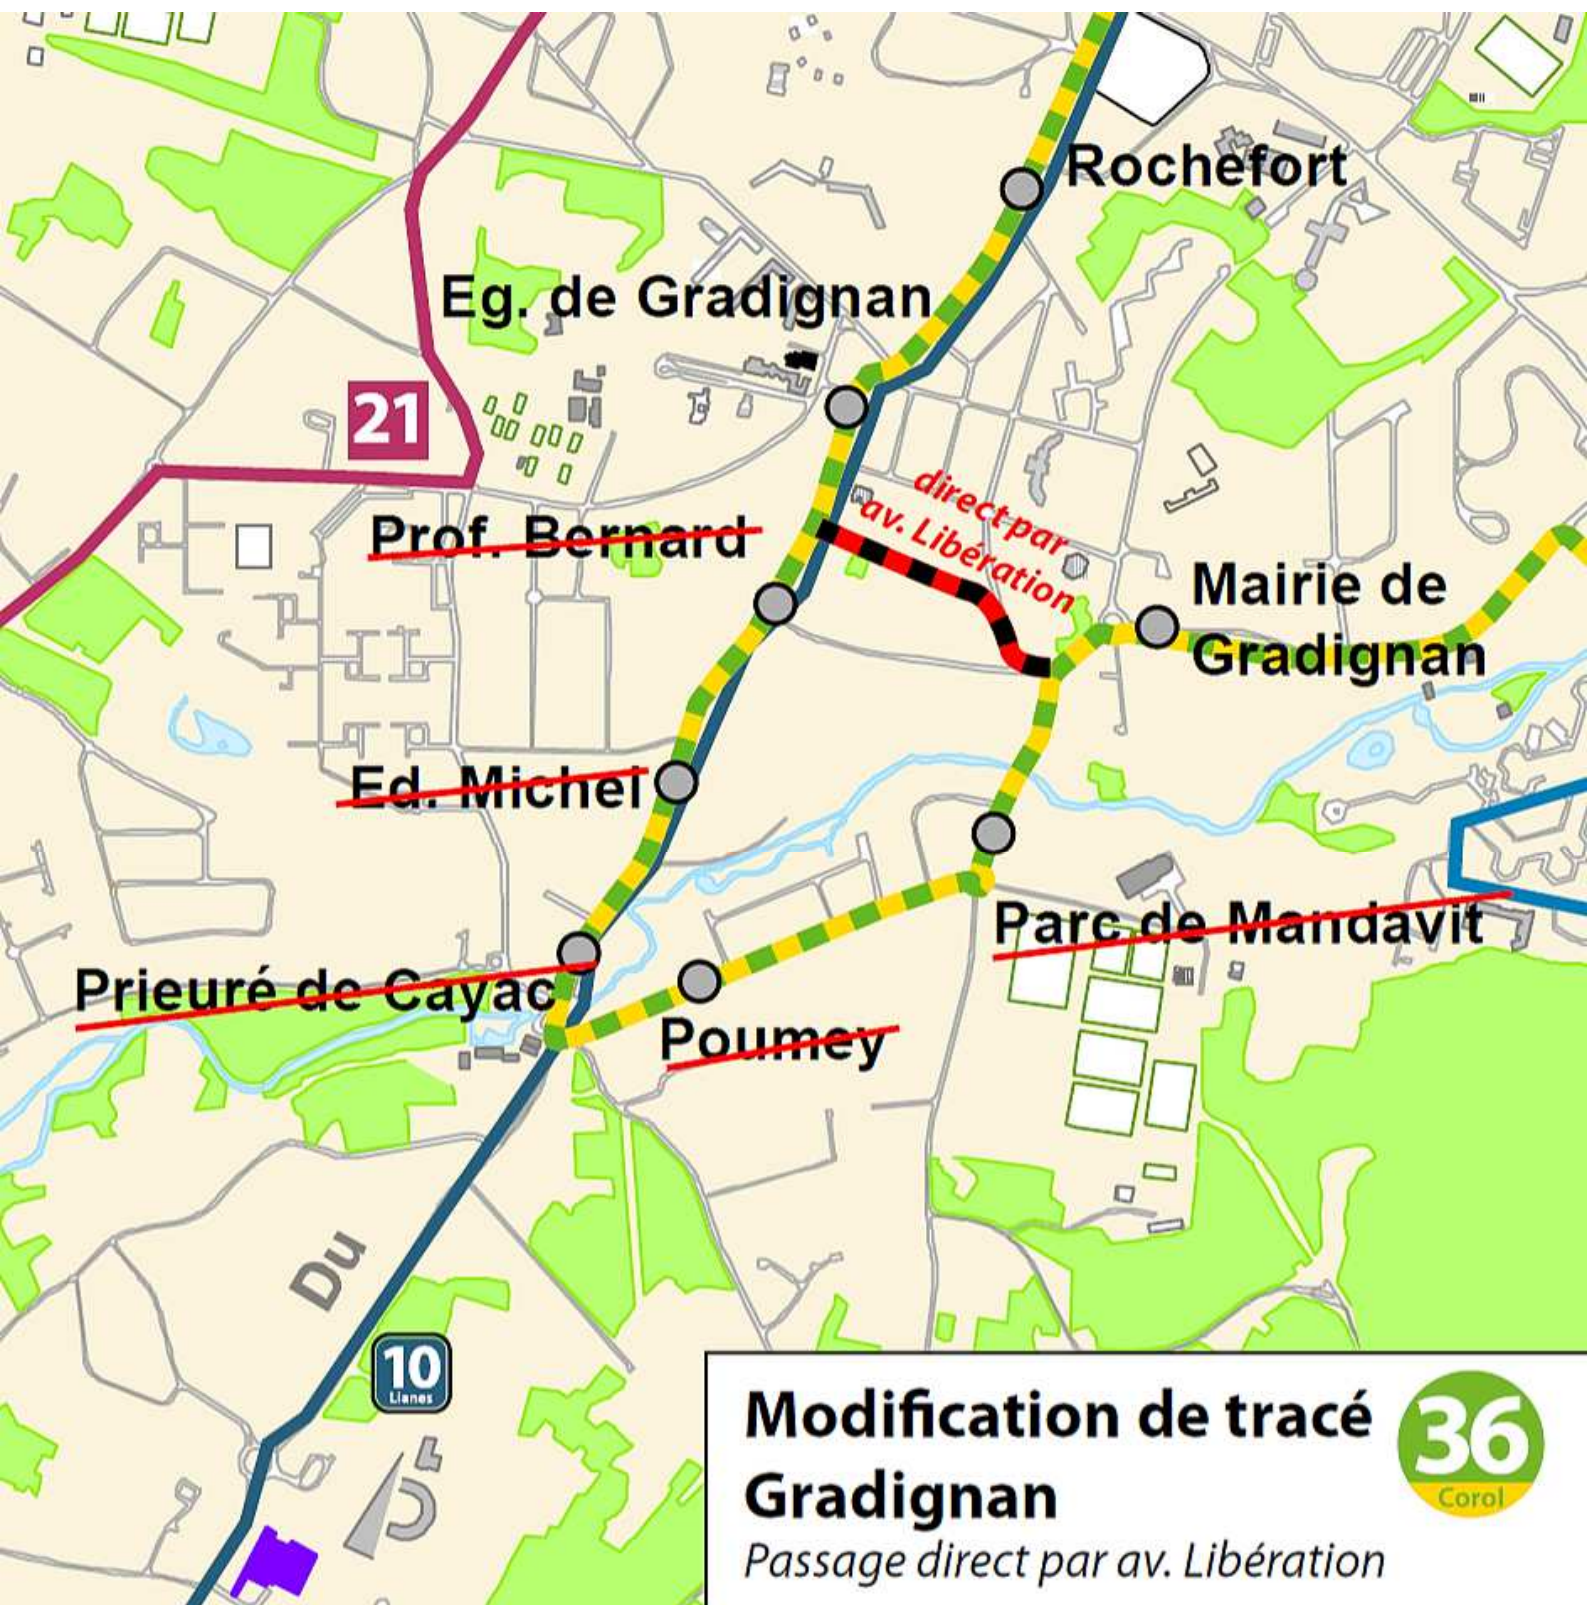 Rochefort
Eg. de Gradignan
21
direct par
av. Libération
Prof. Bernard
Mairie de
Gradignan
Ed. Michel
Parc de Mandavit
Prieuré de Cayac
Poumey
Du
10
Lianes
Modification de tracé
Gradignan
Passage direct par av. Libération
36
Corol